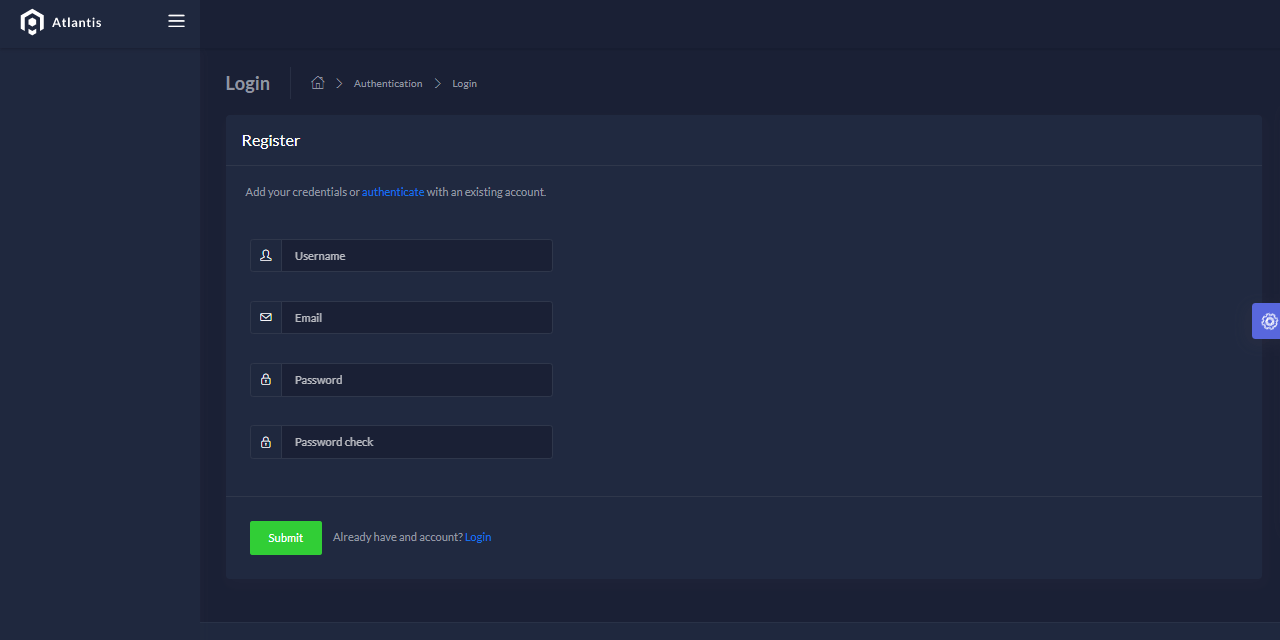 Atlantis
Login
Authentication
Login
Register
Add your credentials or authenticate with an existing account.
Username
Email
Password
Password check
Submit
Already have and account? Login